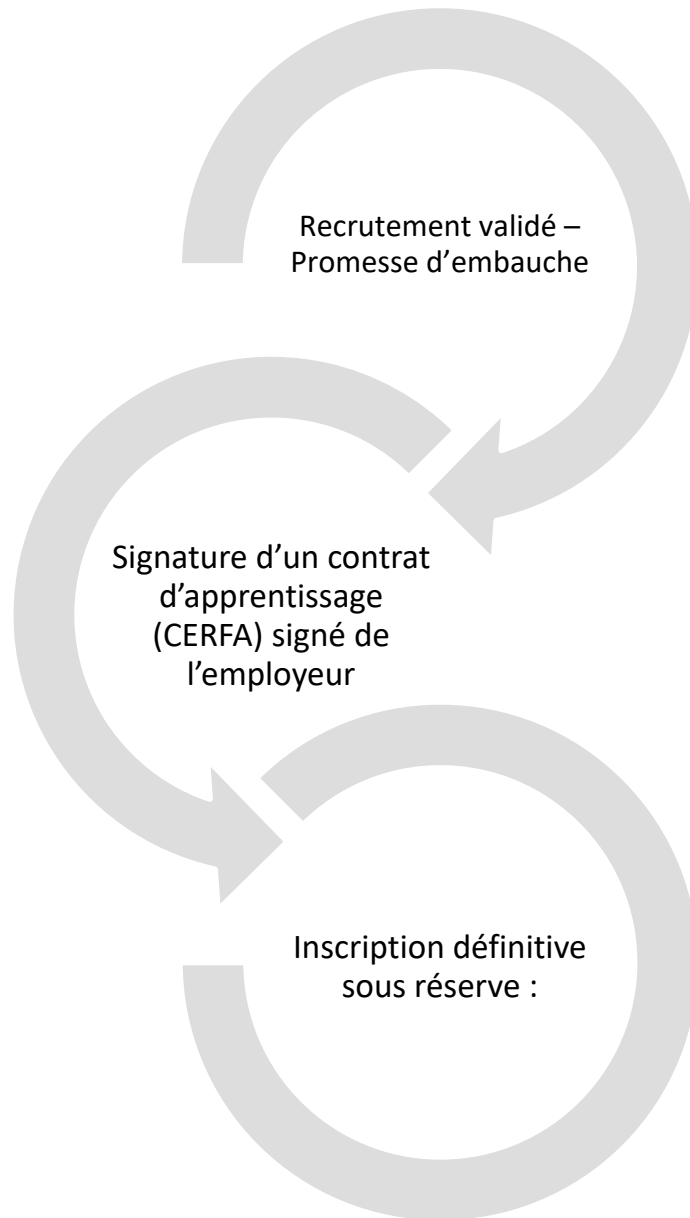 Recrutement validé –
Promesse d’embauche
Signature d’un contrat
d’apprentissage
(CERFA) signé de
l’employeur
Inscription définitive
sous réserve :